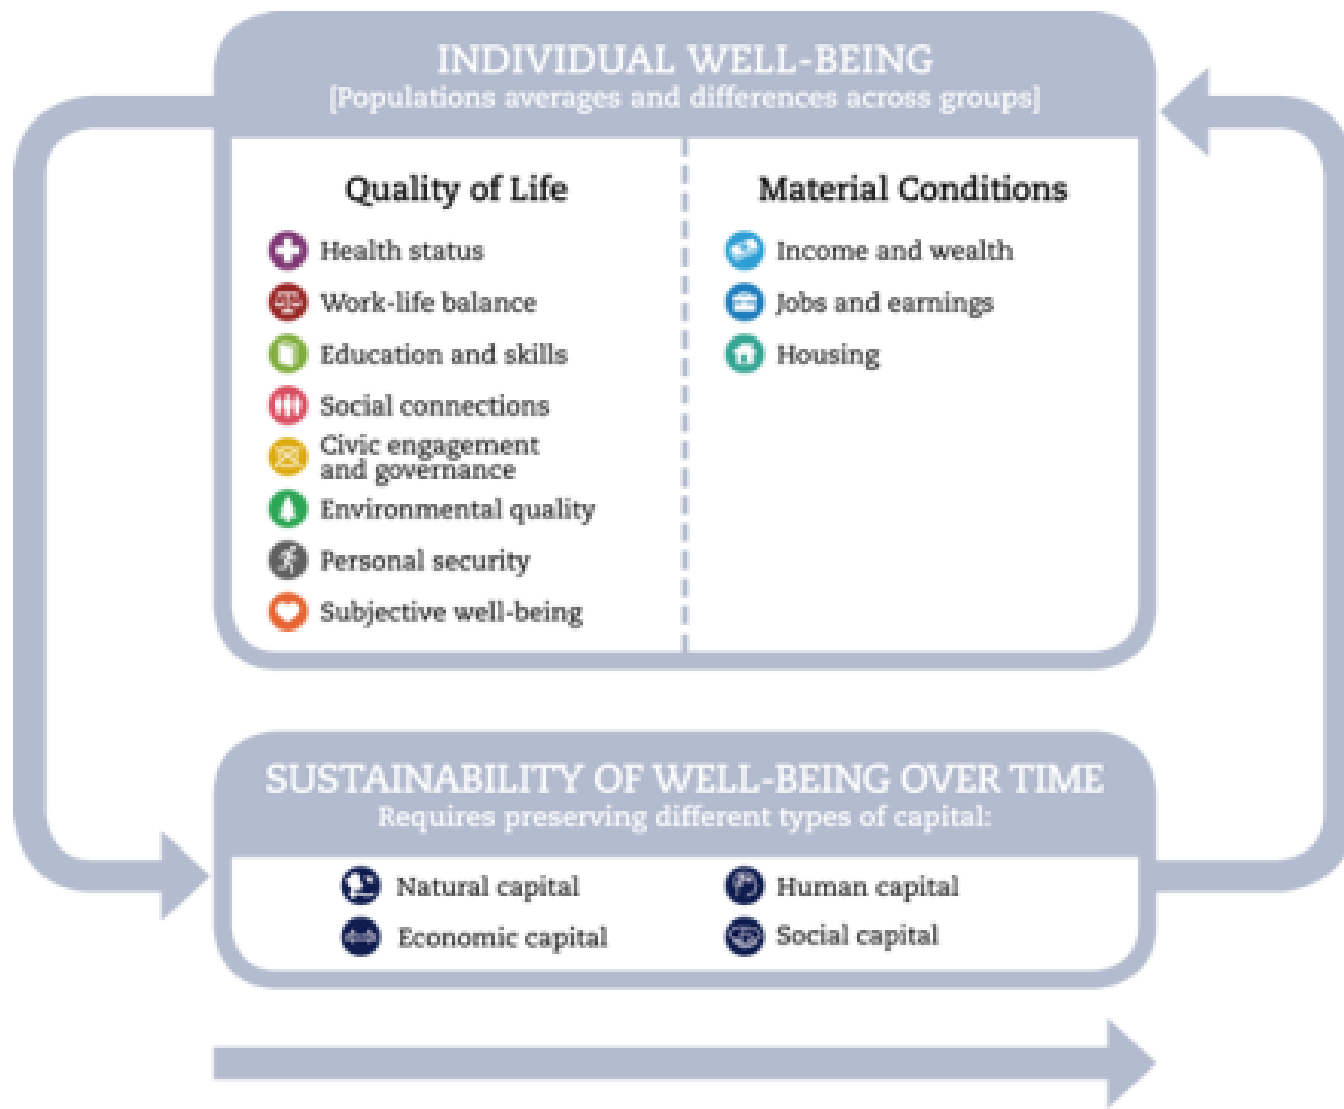 INDIVIDUAL WELL-BEING
[Populations averages and differences across groups]
Quality of Life
Health status
Work-life balance
Education and skills
Social connections
Civic engagement
and governance
Environmental quality
Personal security
Subjective well-being
Material Conditions
Income and wealth
Jobs and earnings
Housing
SUSTAINABILITY OF WELL-BEING OVER TIME
Requires preserving different types of capital:
Natural capital
Human capital
Economic capital
Social capital